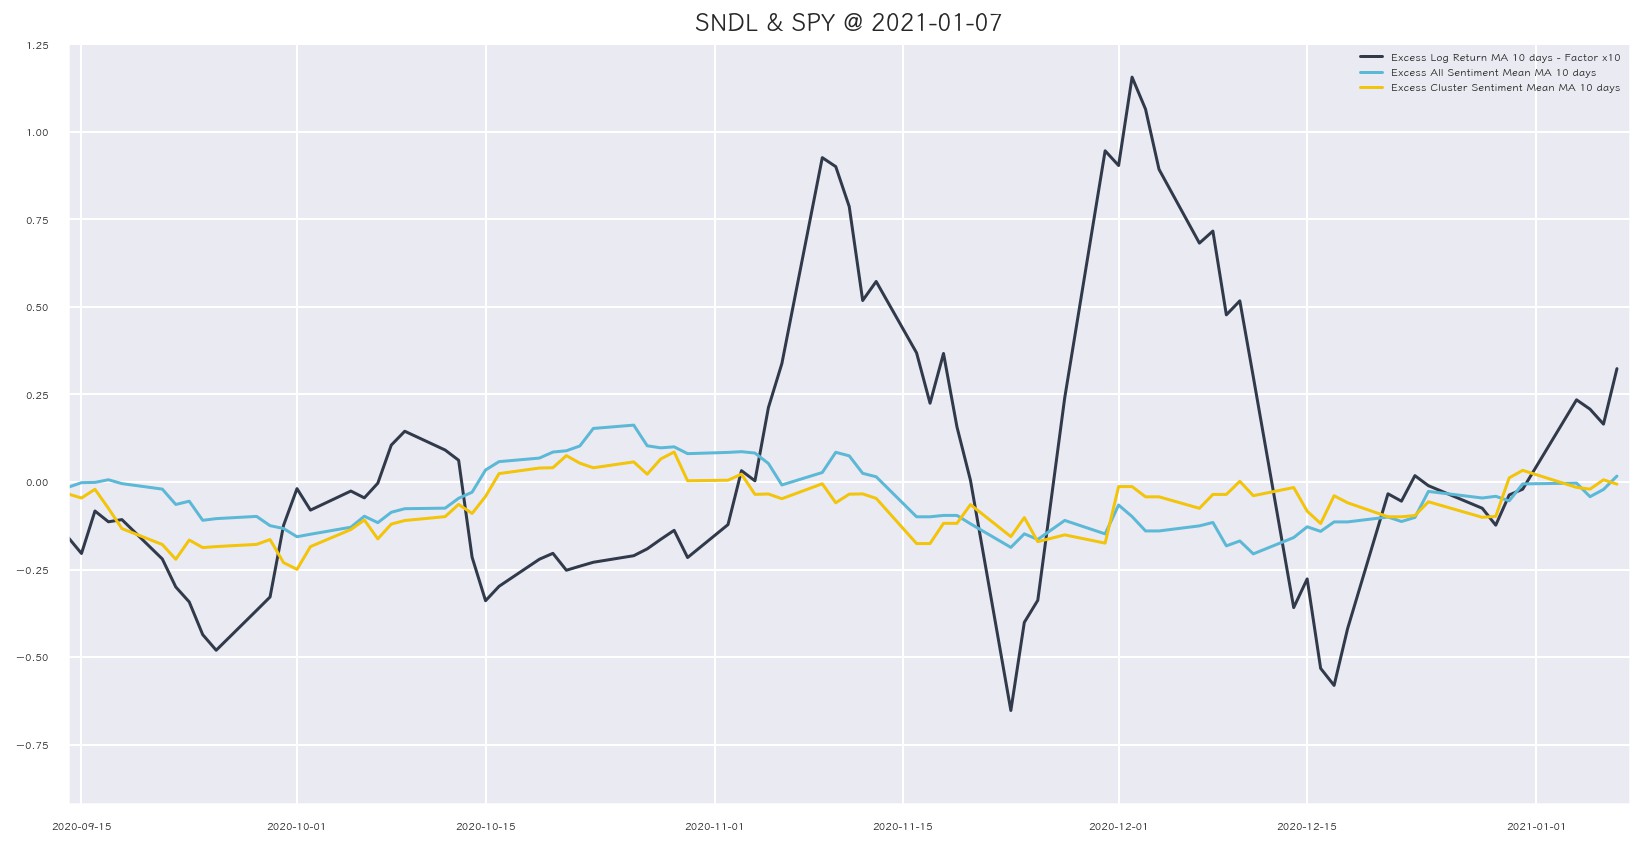 SNDL & SPY @ 2021-01-07
1.25
1.00
0.75
0.50
0.25
0.00
−0.25
−0.50
−0.75
Excess Log Return MA 10 days - Factor x10
Excess All Sentiment Mean MA 10 days
Excess Cluster Sentiment Mean MA 10 days
2020-09-15 2020-10-01 2020-10-15 2020-11-01 2020-11-15 2020-12-01 2020-12-15 2021-01-01